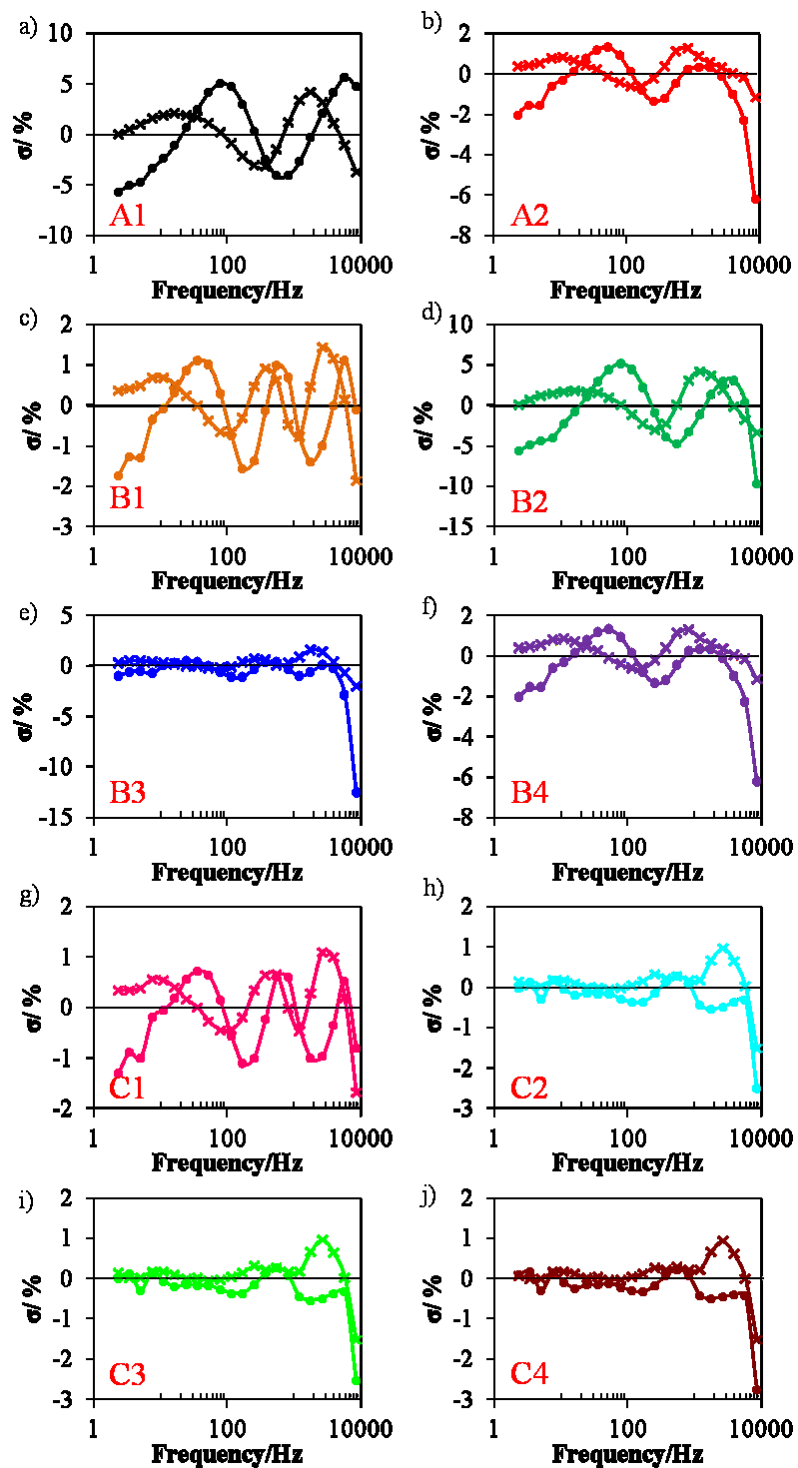 a)
10
5
0
-5
-10
σ/ %
A1
1
100
10000
Frequency/Hz
b)
2
0
-2
-4
-6
-8
σ/ %
A2
1
100
10000
Frequency/Hz
c)
2
1
0
-1
-2
-3
σ/ %
B1
1
100
10000
Frequency/Hz
d)
10
5
0
-5
-10
-15
σ/ %
B2
1
100
10000
Frequency/Hz
e)
5
0
-5
-10
-15
σ/ %
B3
1
100
10000
Frequency/Hz
f)
2
0
-2
-4
-6
-8
σ/ %
B4
1
100
10000
Frequency/Hz
g)
2
1
0
-1
-2
σ/ %
C1
1
100
10000
Frequency/Hz
h)
2
1
0
-1
-2
-3
σ/ %
C2
1
100
10000
Frequency/Hz
i)
2
1
0
-1
-2
-3
σ/ %
C3
1
100
10000
Frequency/Hz
j)
2
1
0
-1
-2
-3
σ/ %
C4
1
100
10000
Frequency/Hz